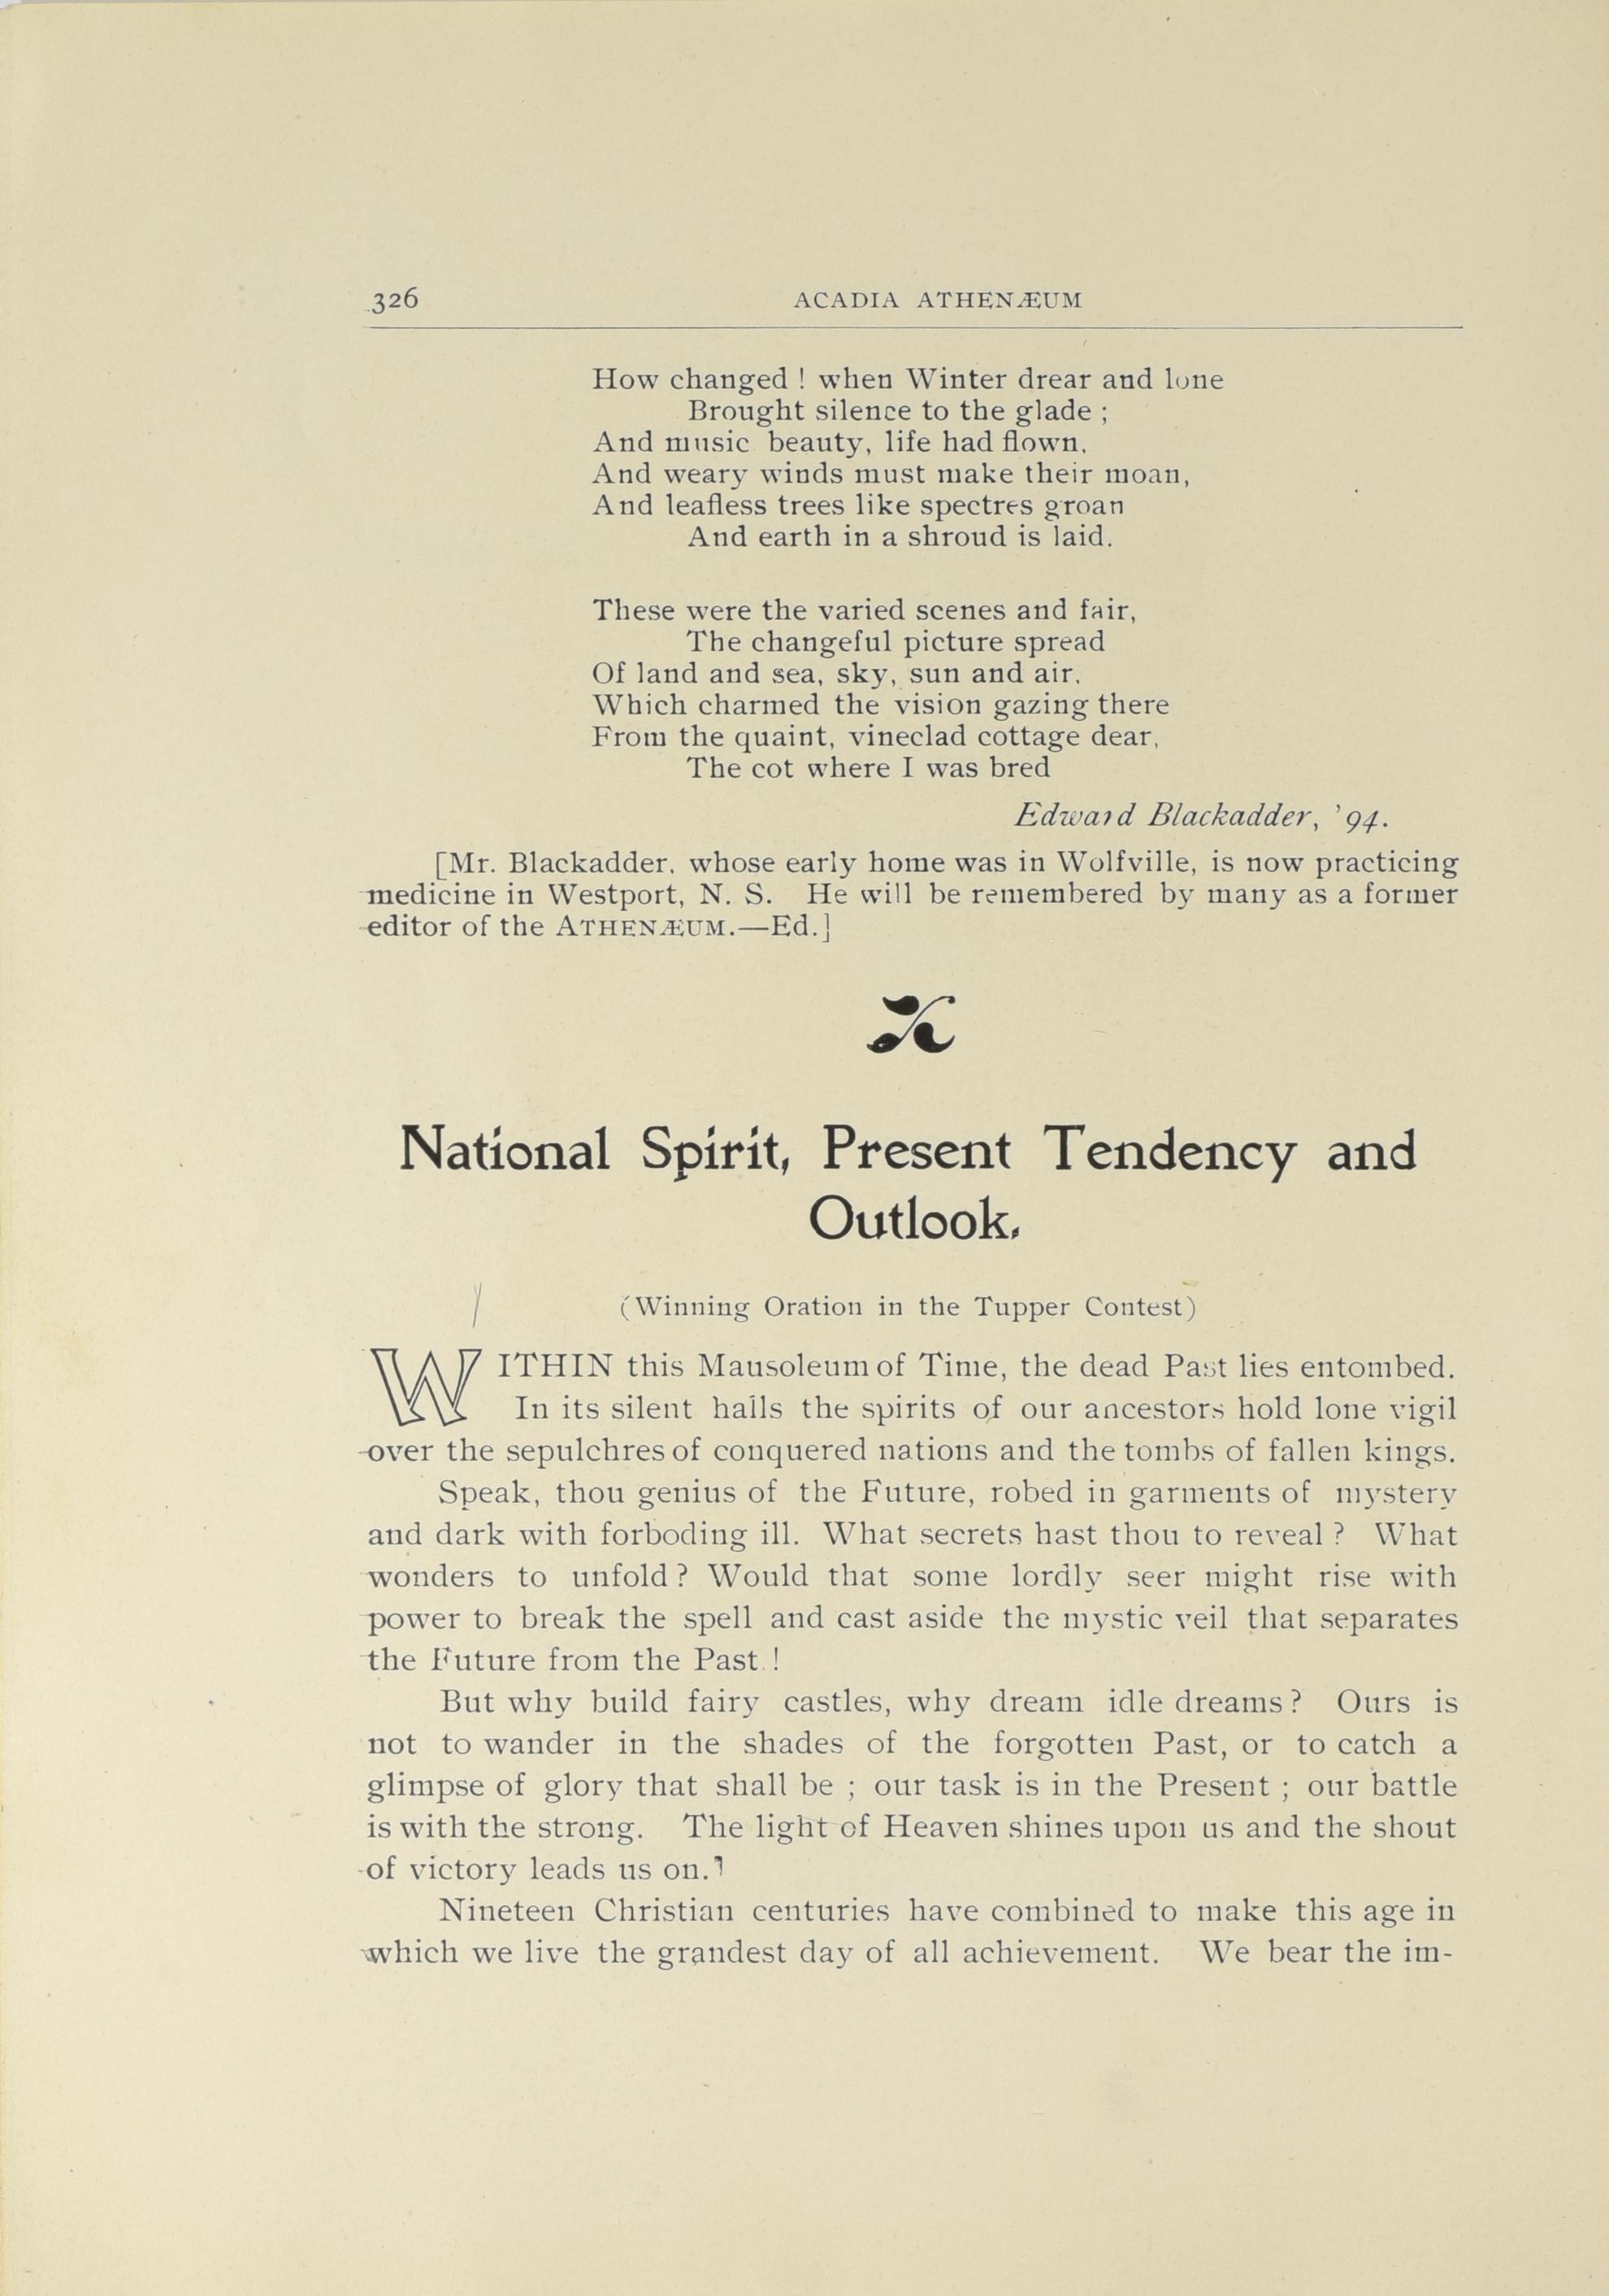 326 ACADIA ATHENÆUM
How changed ! when Winter drear and lone
Brought silence to the glade ;
And music beauty, life had flown.
And weary winds must make their moan,
And leafless trees like spectres groan
And earth in a shroud is laid.
These were the varied scenes and fair,
The changeful picture spread
Of land and sea, sky, sun and air.
Which charmed the vision gazing there
From the quaint, vineclad cottage dear,
The cot where I was bred
Edward Blackadder, '94.
[Mr. Blackadder. whose early home was in Wolfville, is now practicing
medicine in Westport, N. S. He will be remembered by many as a former
editor of the ATHENÆUM.—Ed.]
National Spirit, Present Tendency and
Outlook.
(Winning Oration in the Tupper Contest)
WITHIN this Mausoleum of Time, the dead Past lies entombed.
In its silent halls the spirits of our ancestors hold lone vigil
over the sepulchres of conquered nations and the tombs of fallen kings.
Speak, thou genius of the Future, robed in garments of mystery
and dark with forboding ill. What secrets hast thou to reveal ? What
wonders to unfold ? Would that some lordly seer might rise with
power to break the spell and cast aside the mystic veil that separates
the Future from the Past !
But why build fairy castles, why dream idle dreams ? Ours is
not to wander in the shades of the forgotten Past, or to catch a
glimpse of glory that shall be ; our task is in the Present ; our battle
is with the strong. The light of Heaven shines upon us and the shout
of victory leads us on.
Nineteen Christian centuries have combined to make this age in
which we live the grandest day of all achievement. We bear the im-